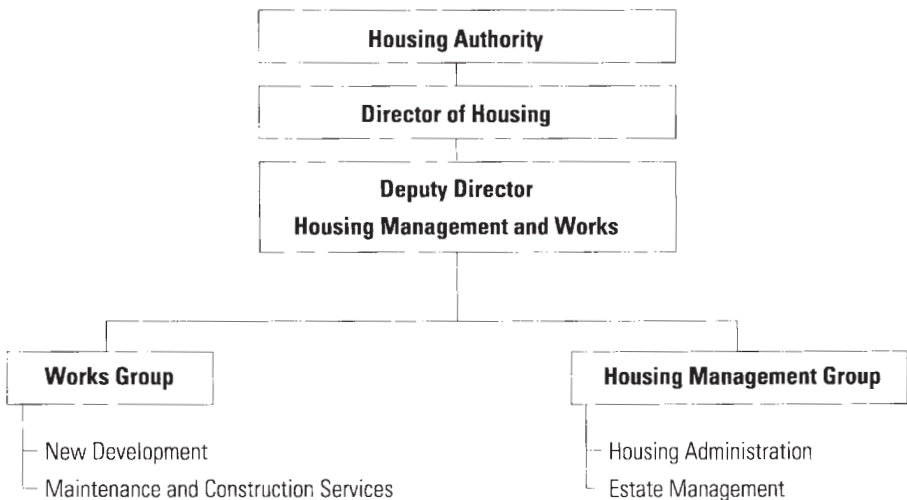 Housing Authority
Director of Housing
Deputy Director
Housing Management and Works
Works Group
New Development
Maintenance and Construction Services
Housing Management Group
Housing Administration
Estate Management